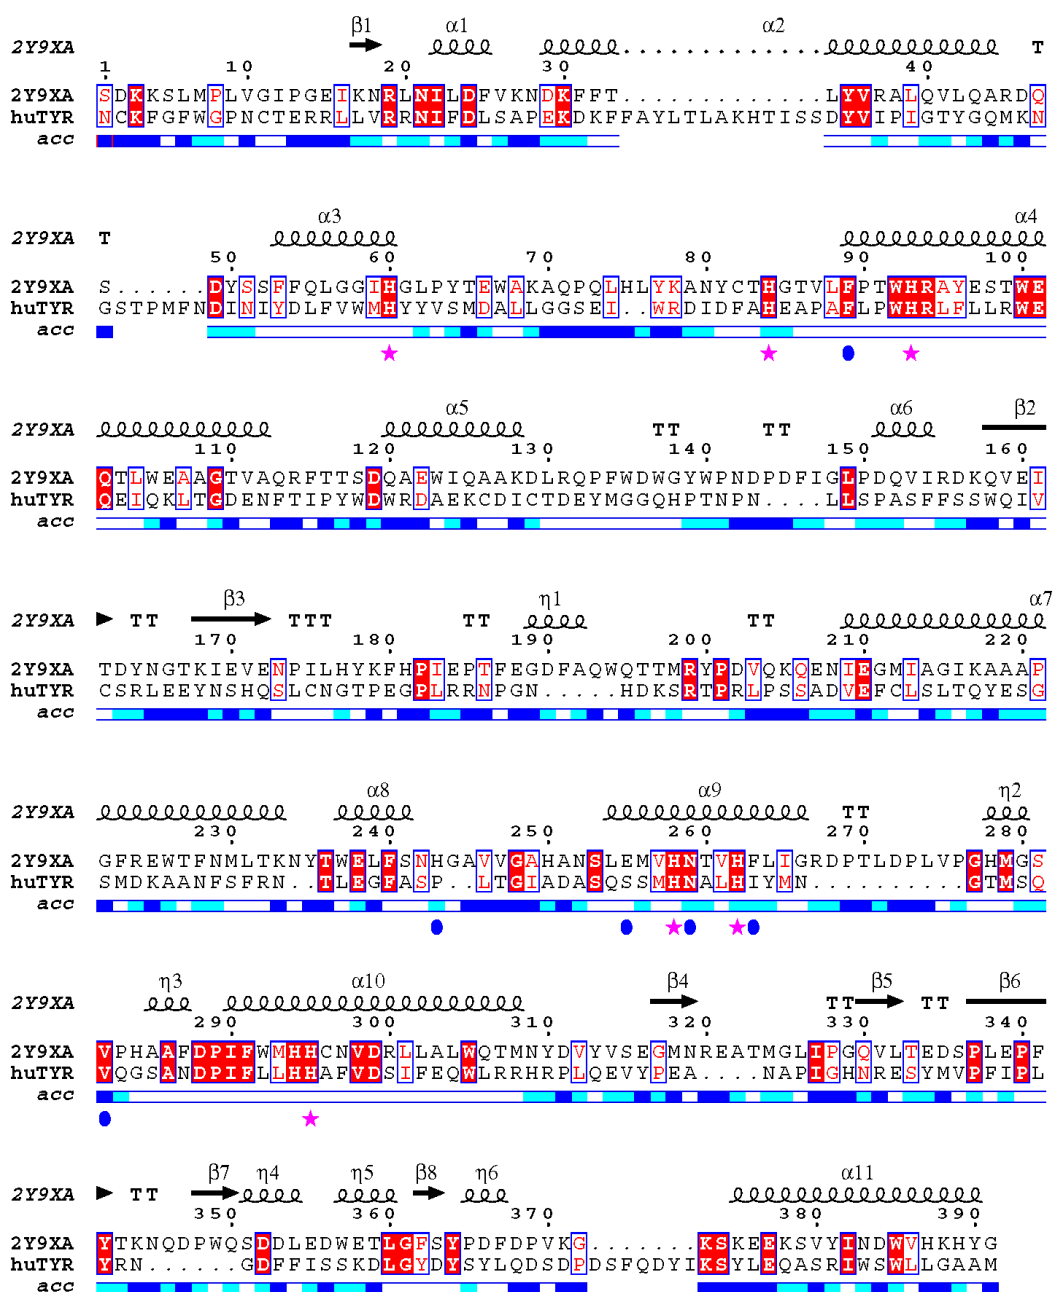 β1 α1 α2
2Y9XA T
1 10 20 30 40
2Y9XA SDKKSLMPLVGIPGEIKNRLNILDFVKNDKFFT.............LYVRALQVLQARDQ
huTYR NCKFGFWGPNCTERRLLVRRNIFDLSAPEKDKFFAYLTLAKHTISSDYVIPIGTYGQMKN
acc
α3 α4
2Y9XA T
50 60 70 80 90 100
2Y9XA S......DYSSFFQLGGIHGLPYTEWAKAQPQLHLYKANYCTHGTVLFPTWHRAYESTWE
huTYR GSTPMFNDINIYDLFVWMHYYVSMDALLGGSEI..WRDIDFAHEAPAFLPWHRLFLLRWE
acc
α5 α6 β2
2Y9XA TT TT
110 120 130 140 150 160
2Y9XA QTLWEAAGTVAQRFTTSDQAEWIQAAKDLRQPFWDWGYWPNDPDFIGLPDQVIRDKQVEI
huTYR QEIQKLTGDENFTIPYWDWRDAEKCDICTDEYMGGQHPTNPN..LLSPASFFSSWQIV
acc
β3 η1 α7
2Y9XA TT TTT TT TT
170 180 190 200 210 220
2Y9XA TDYNGTKIEVENPILHYKFHPIEPTFEGDFAQWQTTMRYPDVQKQENIEGMIAGIKAAAP
huTYR CSRLEEYNSHQSLCNGTPEGPLRRNPGN.....HDKSRTPRLPSSADVEFCLSLTQYESG
acc
α8 α9 η2
2Y9XA TT
230 240 250 260 270 280
2Y9XA GFREWTFNMLTKNYTWELFSNHGAVVGAHANSLEMVHNTVHFLIGRDPTLDPLVPGHMGS
huTYR SMDKAANFSFRN..TLEGFASP..LTGIADASQSSMHNALHIYMN..........GTMSQ
acc
η3 α10 β4 β5 β6
2Y9XA TT TT
290 300 310 320 330 340
2Y9XA VPHAAFDPIFWMHHCNVDRLLALWQTMNYDVYVSEGMNREATMGLIPGQVLTEDSPLEPF
huTYR VQGSANDPIFLLHHAFVDSIFEQWLRRHRPLQEVYPEA....NAPIGHNRESYMVPFIPL
acc
β7 η4 η5 β8 η6 α11
2Y9XA TT
350 360 370 380 390
2Y9XA YTKNQDPWQSDDLEDWETLGFSYPDFDPVKG.......KSKEEKSVYINDWVHKHYG
huTYR YRN......GDFFISSKDLGYDYSYLQDSDPDSFQDYIKSYLEQASRIWSWLLGAAM
acc